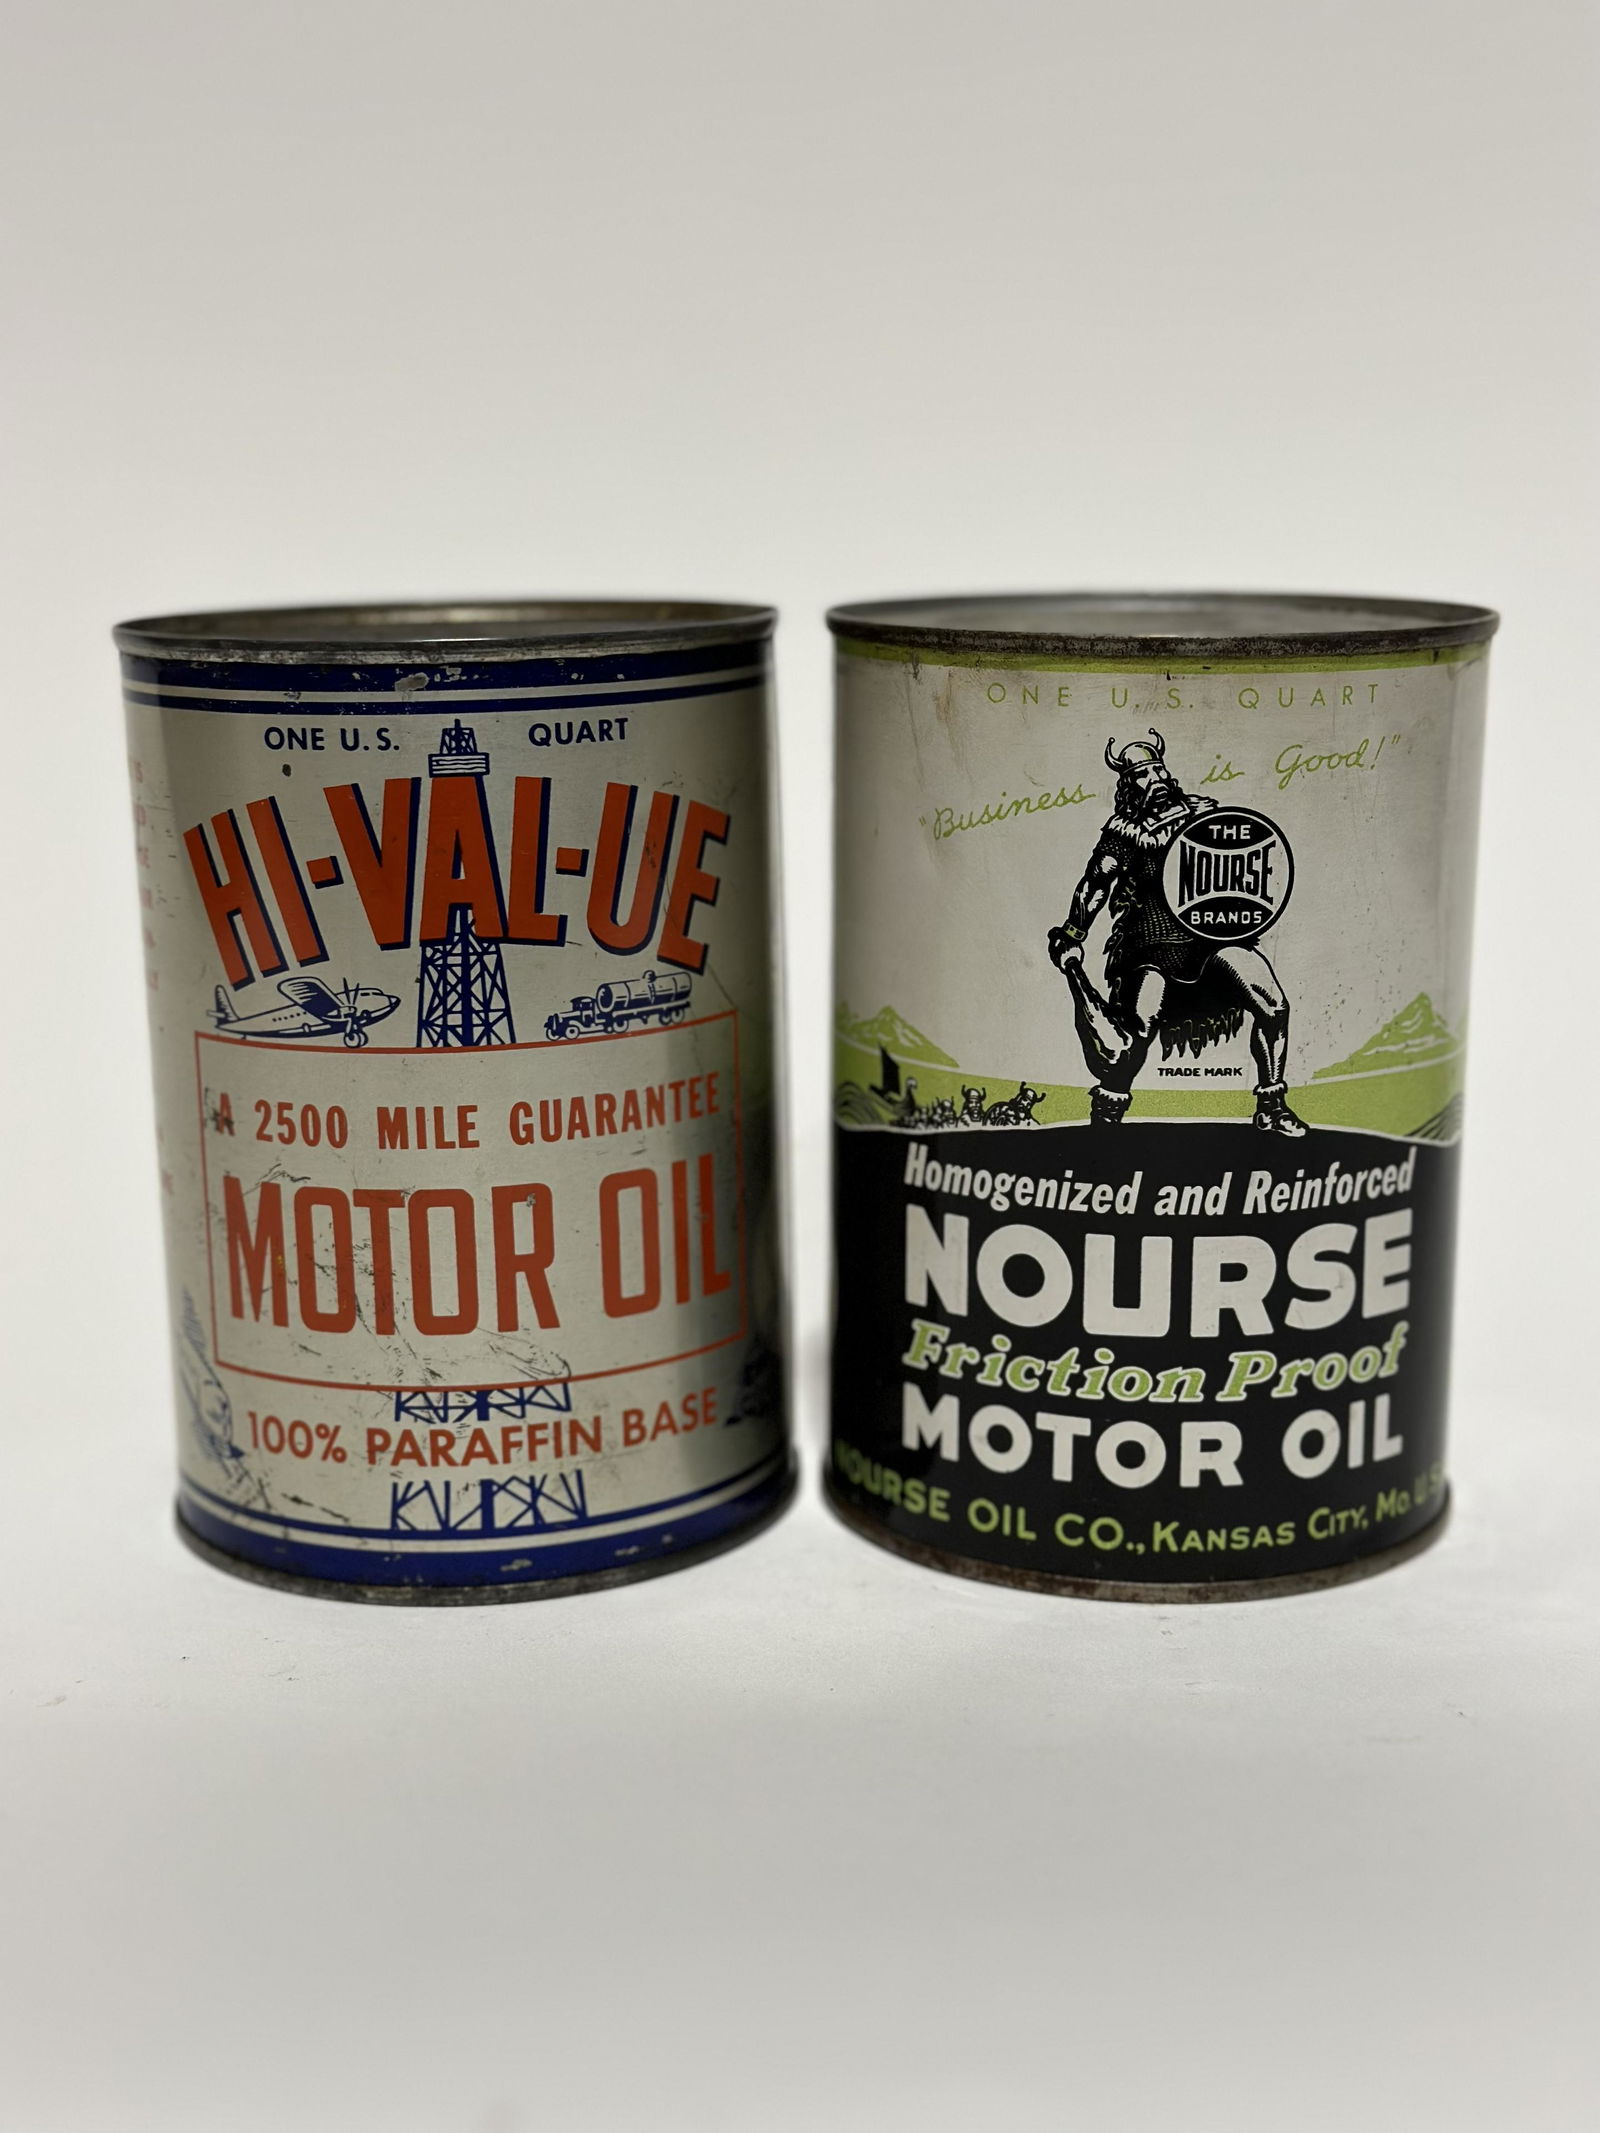 ONE U.S. QUART
HI-VAL-UE
A 2500 MILE GUARANTEE
MOTOR OIL
100% PARAFFIN BASE
ONE U.S. QUART
"Business is Good!"
THE
NOURSE
BRANDS
TRADE MARK
Homogenized and Reinforced
NOURSE
Friction Proof
MOTOR OIL
NOURSE OIL CO., KANSAS CITY, MO. U.S.